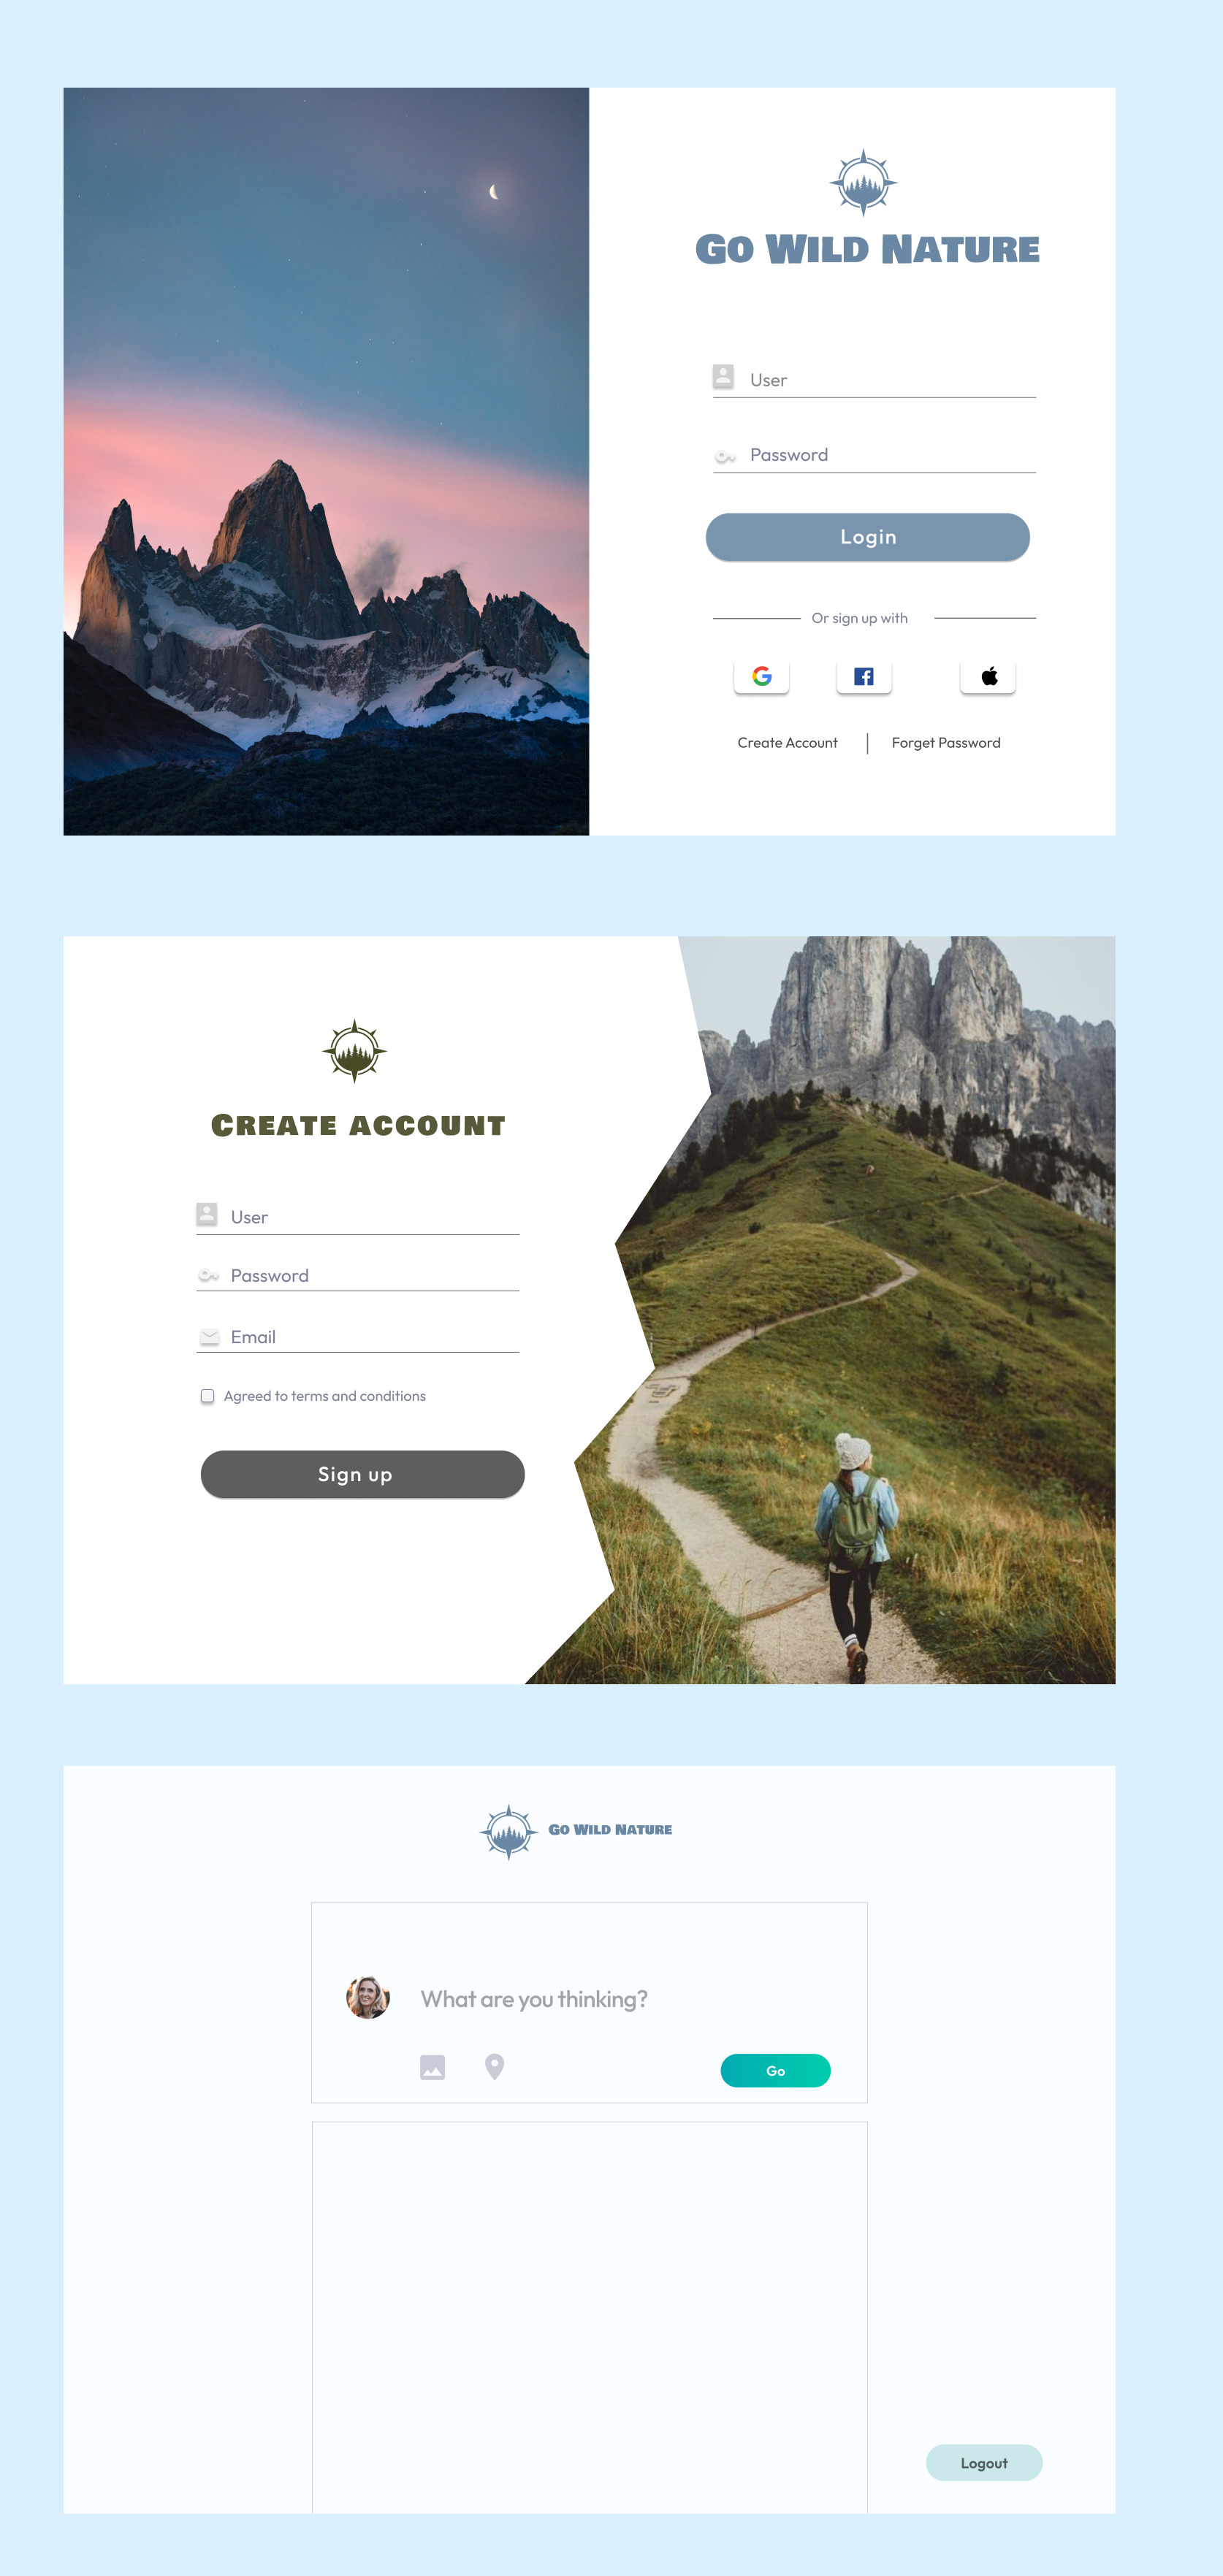 Go Wild Nature
User
Password
Login
Or sign up with
Create Account
Forget Password
Create account
User
Password
Email
Agreed to terms and conditions
Sign up
Go Wild Nature
What are you thinking?
Go
Logout